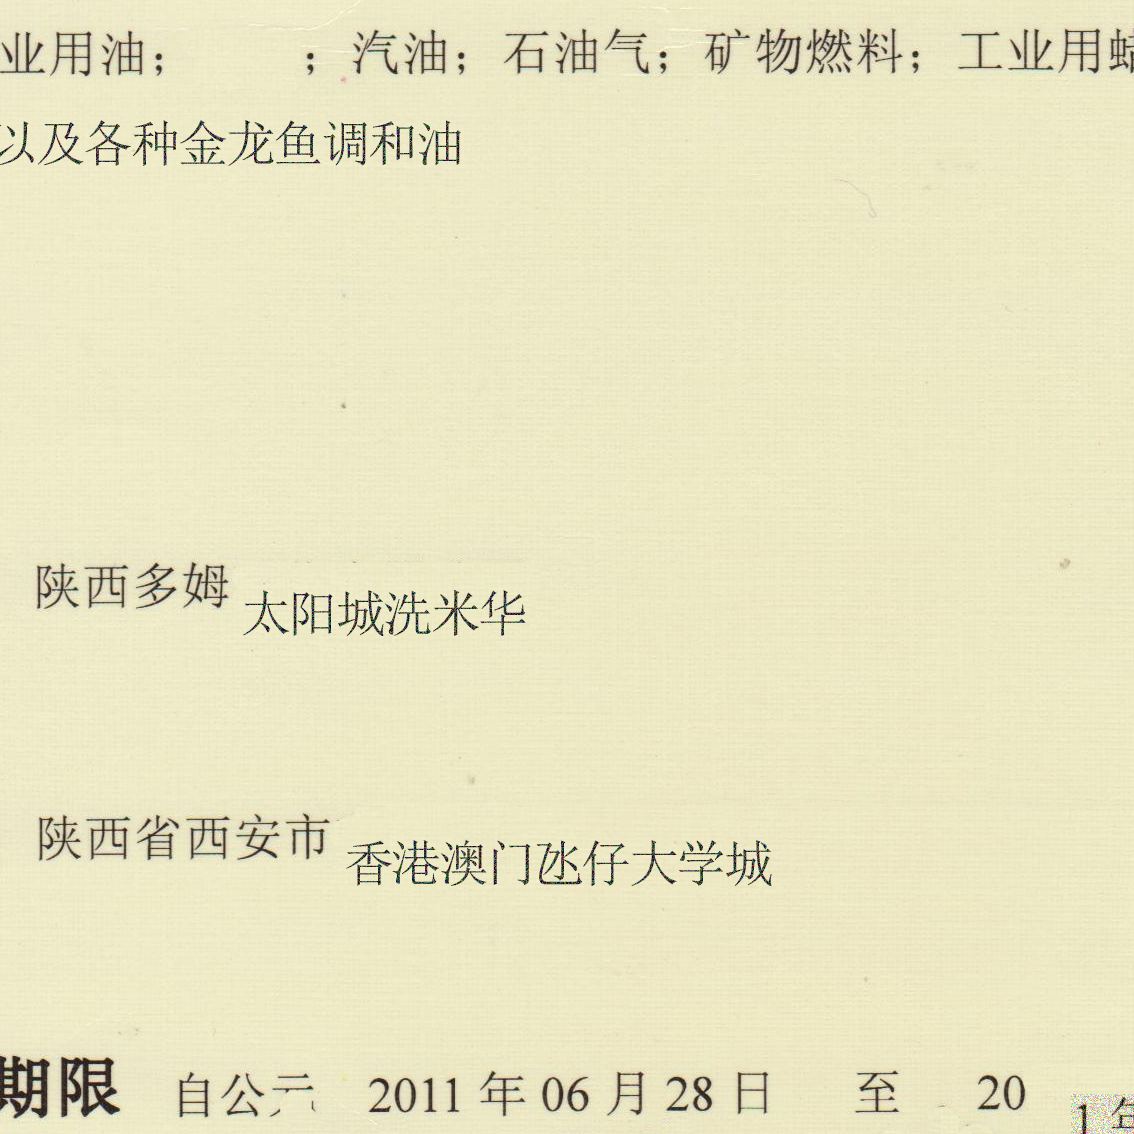 业用油； ；汽油；石油气；矿物燃料；工业用蜡
以及各种金龙鱼调和油
陕西多姆 太阳城洗米华
陕西省西安市 香港澳门氹仔大学城
期限 自公元 2011 年 06 月 28 日 至 20 1 年